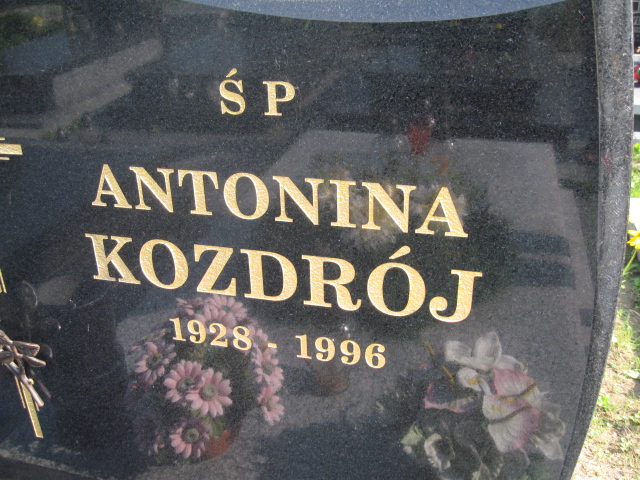 Ś P
ANTONINA
KOZDRÓJ
1928 - 1996